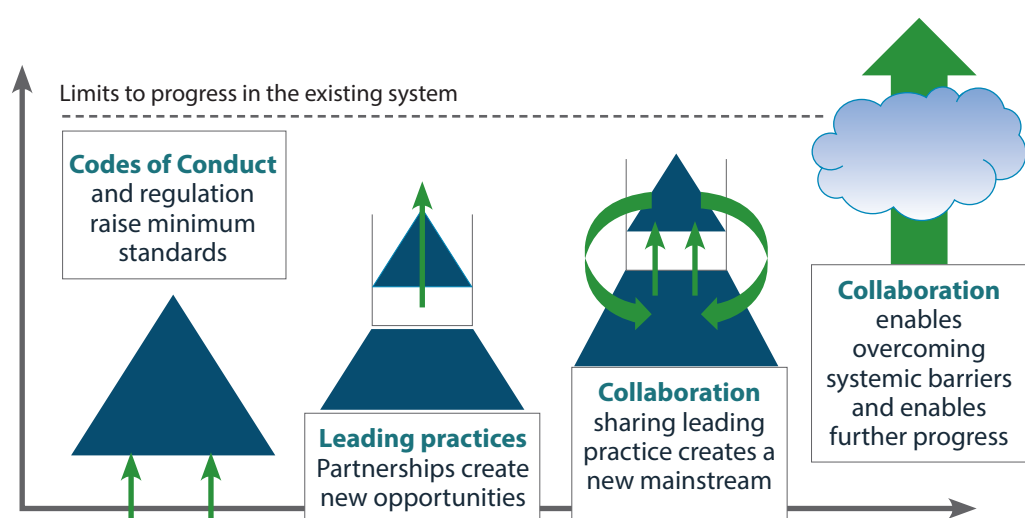 Limits to progress in the existing system
Codes of Conduct
and regulation
raise minimum
standards
Leading practices
Partnerships create
new opportunities
Collaboration
sharing leading
practice creates a
new mainstream
Collaboration
enables
overcoming
systemic barriers
and enables
further progress